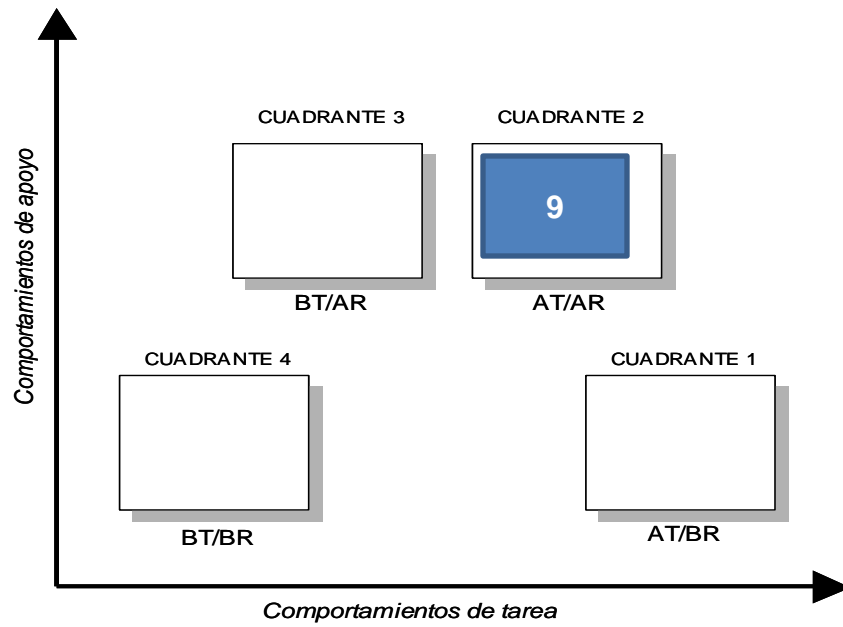 Comportamientos de apoyo
CUADRANTE 3
CUADRANTE 2
9
BT/AR
AT/AR
CUADRANTE 4
CUADRANTE 1
BT/BR
AT/BR
Comportamientos de tarea